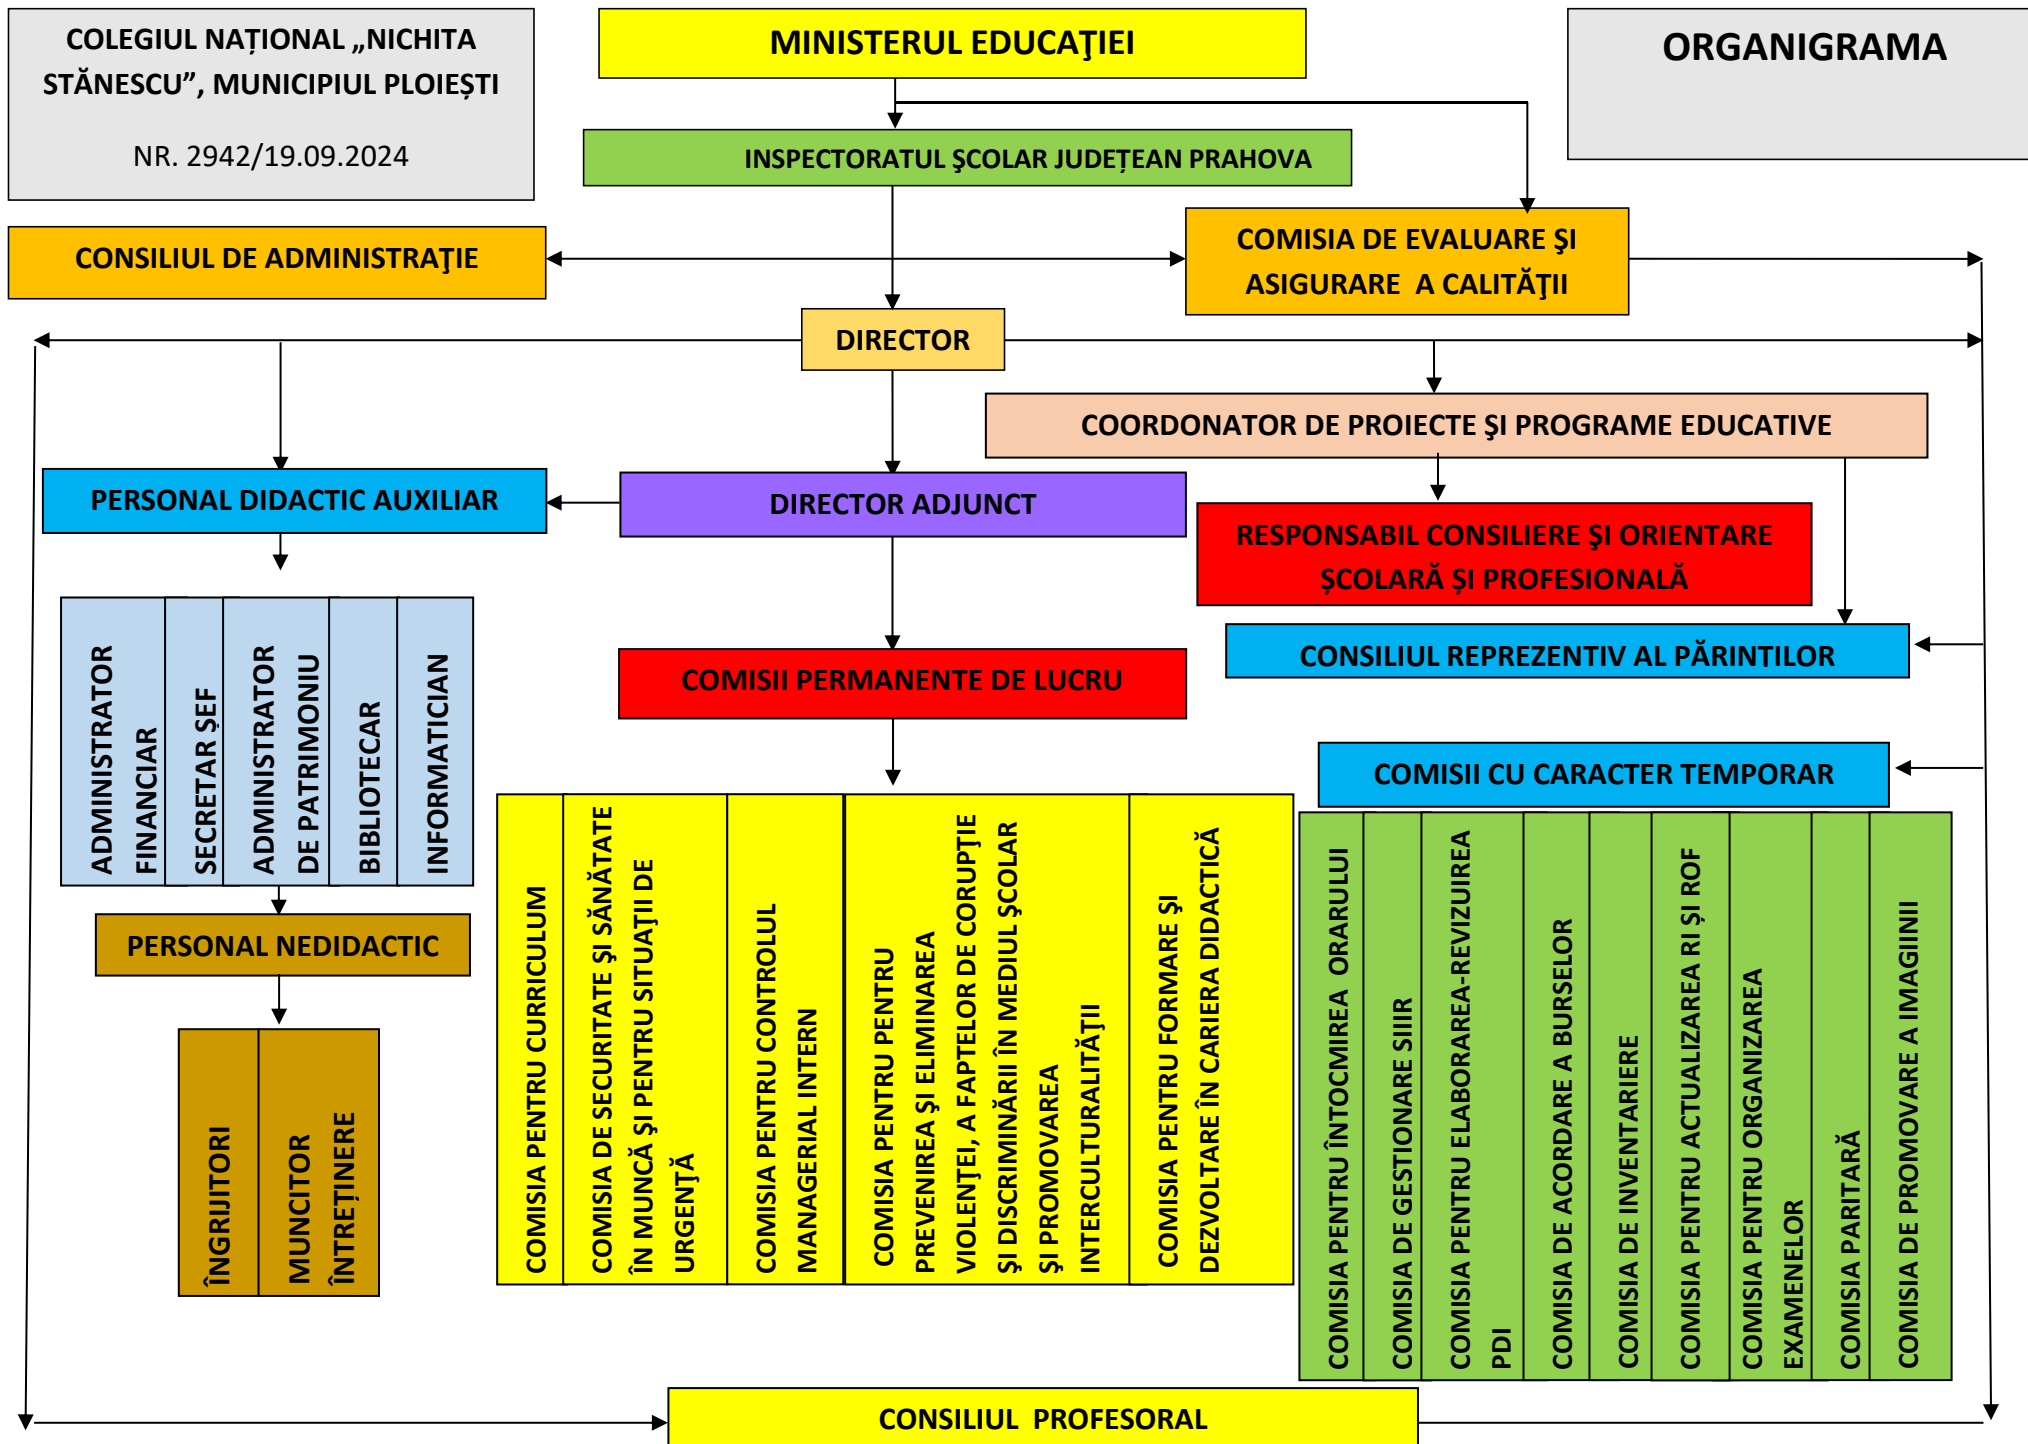 COLEGIUL NAȚIONAL „NICHITA
STĂNESCU”, MUNICIPIUL PLOIEȘTI
NR. 2942/19.09.2024
MINISTERUL EDUCAŢIEI
ORGANIGRAMA
INSPECTORATUL ŞCOLAR JUDEȚEAN PRAHOVA
CONSILIUL DE ADMINISTRAŢIE
COMISIA DE EVALUARE ŞI
ASIGURARE A CALITĂŢII
DIRECTOR
COORDONATOR DE PROIECTE ŞI PROGRAME EDUCATIVE
PERSONAL DIDACTIC AUXILIAR
DIRECTOR ADJUNCT
RESPONSABIL CONSILIERE ŞI ORIENTARE
ȘCOLARĂ ȘI PROFESIONALĂ
CONSILIUL REPREZENTIV AL PĂRINȚILOR
COMISII PERMANENTE DE LUCRU
COMISII CU CARACTER TEMPORAR
ADMINISTRATOR
FINANCIAR
SECRETAR ȘEF
ADMINISTRATOR
DE PATRIMONIU
BIBLIOTECAR
INFORMATICIAN
PERSONAL NEDIDACTIC
ÎNGRIJITORI
MUNCITOR
ÎNTREȚINERE
COMISIA PENTRU CURRICULUM
COMISIA DE SECURITATE ŞI SĂNĂTATE
ÎN MUNCĂ ŞI PENTRU SITUAŢII DE
URGENŢĂ
COMISIA PENTRU CONTROLUL
MANAGERIAL INTERN
COMISIA PENTRU PENTRU
PREVENIREA ŞI ELIMINAREA
VIOLENŢEI, A FAPTELOR DE CORUPŢIE
ŞI DISCRIMINĂRII ÎN MEDIUL ŞCOLAR
ŞI PROMOVAREA
INTERCULTURALITĂŢII
COMISIA PENTRU FORMARE ŞI
DEZVOLTARE ÎN CARIERA DIDACTICĂ
COMISIA PENTRU ÎNTOCMIREA ORARULUI
COMISIA DE GESTIONARE SIIIR
COMISIA PENTRU ELABORAREA-REVIZUIREA
PDI
COMISIA DE ACORDARE A BURSELOR
COMISIA DE INVENTARIERE
COMISIA PENTRU ACTUALIZAREA RI ȘI ROF
COMISIA PENTRU ORGANIZAREA
EXAMENELOR
COMISIA PARITARĂ
COMISIA DE PROMOVARE A IMAGIINII
CONSILIUL PROFESORAL